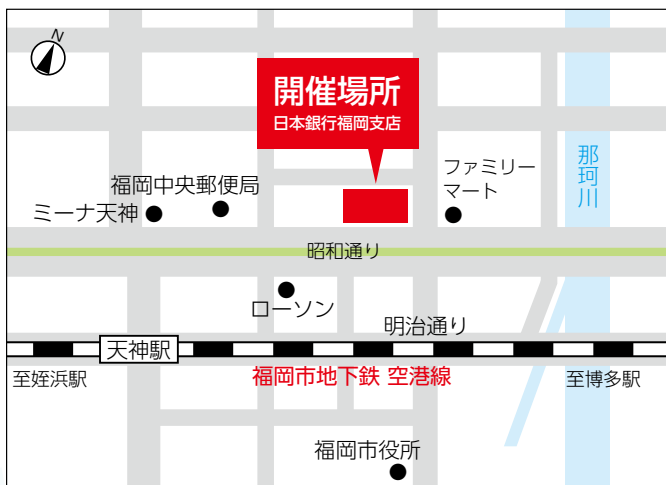 N
開催場所
日本銀行福岡支店
那珂川
ファミリー
マート
福岡中央郵便局
ミーナ天神
昭和通り
ローソン
明治通り
天神駅
至姪浜駅
福岡市地下鉄 空港線
至博多駅
福岡市役所